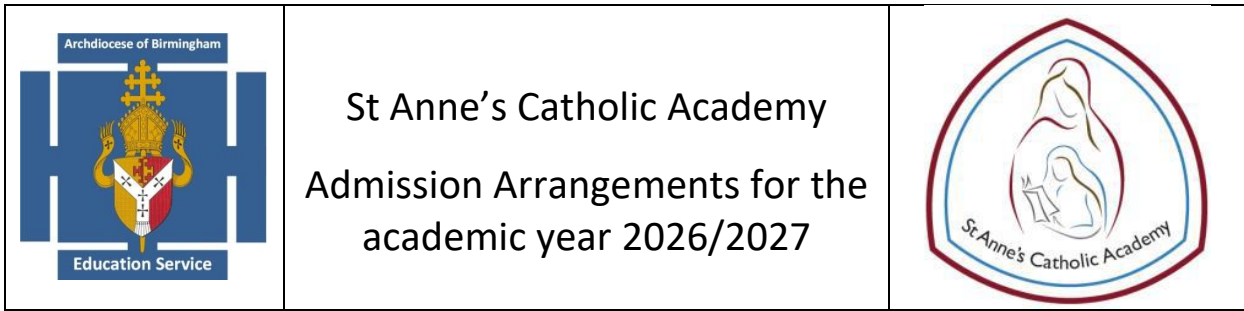 Archdiocese of Birmingham
Education Service
St Anne’s Catholic Academy
Admission Arrangements for the
academic year 2026/2027
St Anne's Catholic Academy